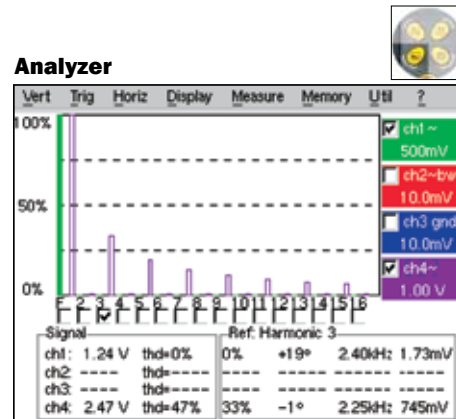 Analyzer
Vert Trig Horiz Display Measure Memory Util ?
100%
50%
0%
ch1 ~
500mV
ch2~bw
10.0mV
ch3 gnd
10.0mV
ch4~
1.00 V
F 2 3 4 5 6 7 8 9 10 11 12 13 14 15 16
Signal
Ref: Harmonic 3
ch1: 1.24 V thd=0% 0% +19° 2.40kHz 1.73mV
ch2: ---- thd=---- ---- ---- ---- ----
ch3: ---- thd=---- ---- ---- ---- ----
ch4: 2.47 V thd=47% 33% -1° 2.25kHz 745mV